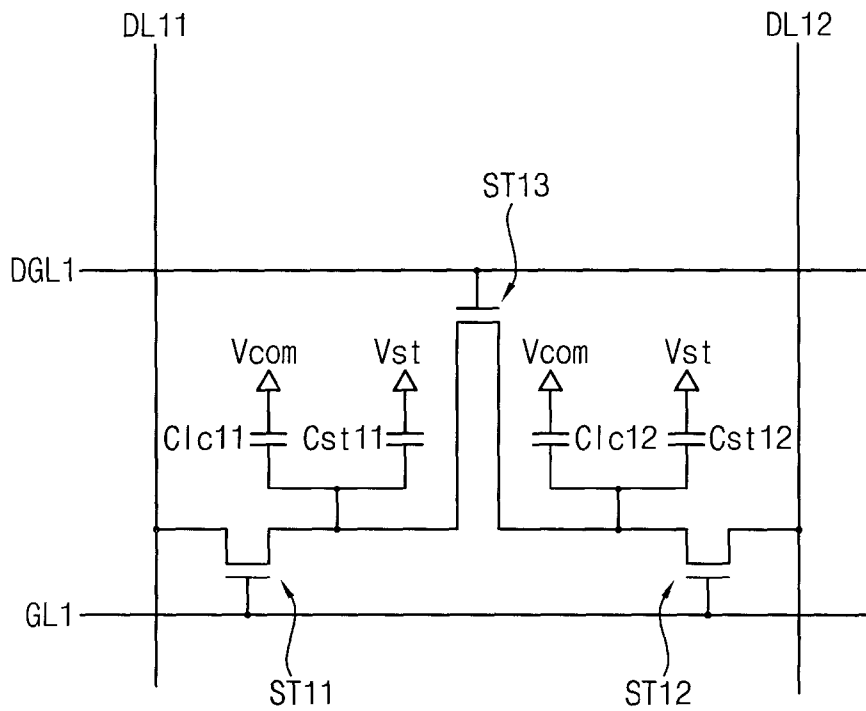 DL11 DL12
ST13
DGL1
Vcom Vst Vcom Vst
Clc11 Cst11 Clc12 Cst12
GL1
ST11 ST12